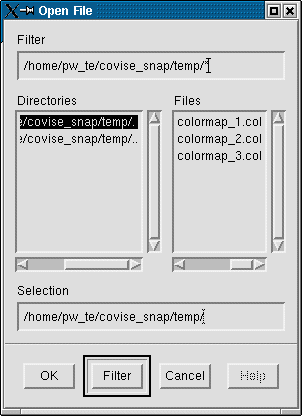 Open File
Filter
/home/pw_te/covise_snap/temp/*
Directories
Files
e/covise_snap/temp/.
e/covise_snap/temp/..
colormap_1.col
colormap_2.col
colormap_3.col
Selection
/home/pw_te/covise_snap/temp/
OK
Filter
Cancel
Help